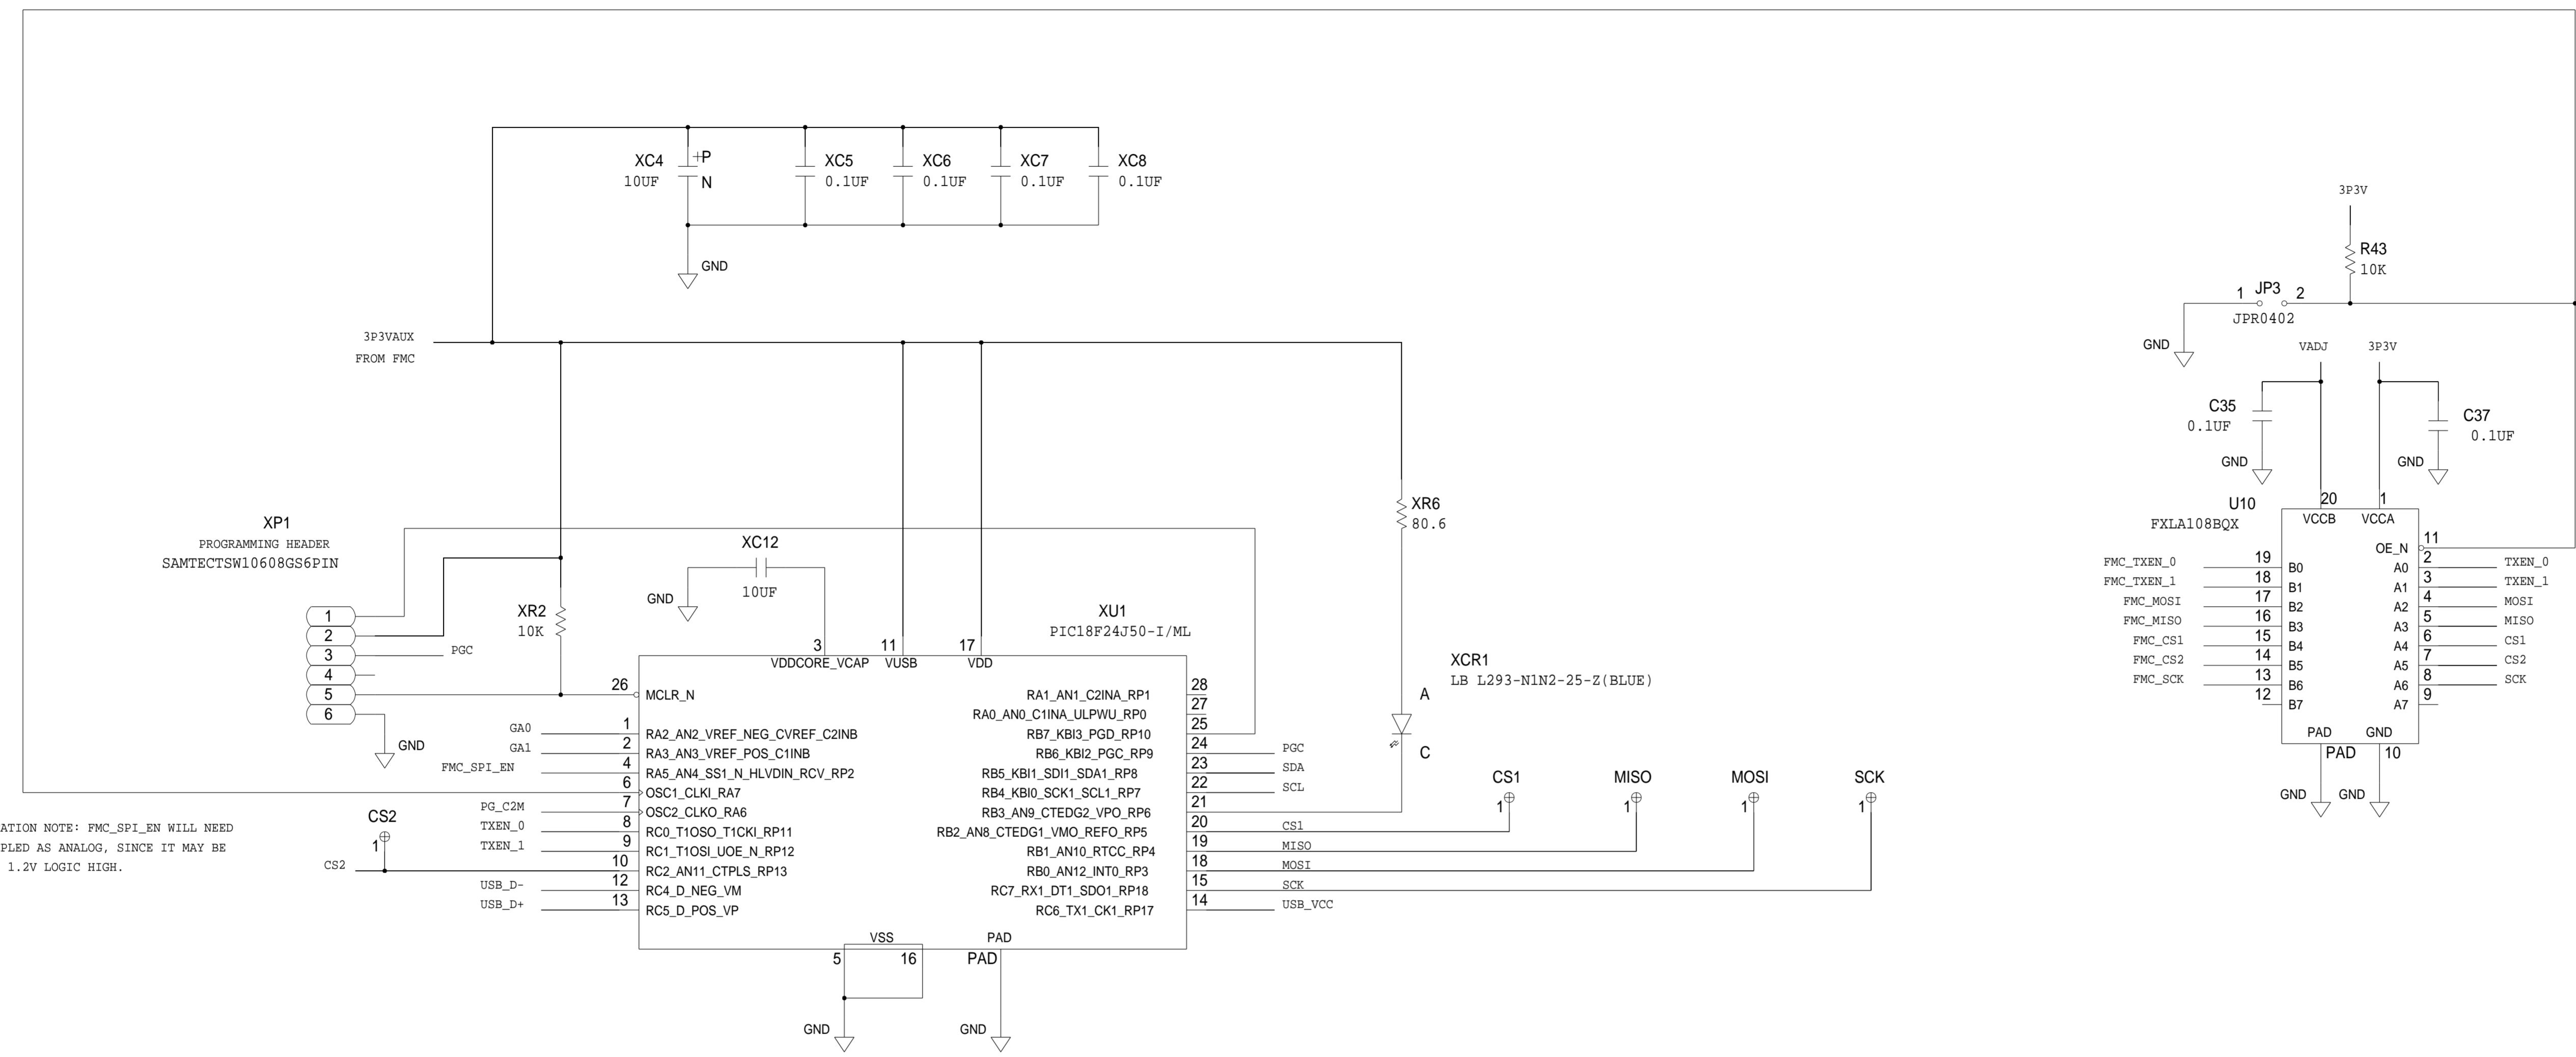 XC4
10UF
+P
N
XC5
0.1UF
XC6
0.1UF
XC7
0.1UF
XC8
0.1UF
GND
3P3VAUX
FROM FMC
3P3V
R43
10K
1 JP3 2
JPR0402
GND
VADJ
3P3V
C35
0.1UF
GND
C37
0.1UF
GND
XR6
80.6
XP1
PROGRAMMING HEADER
SAMTECTSW10608GS6PIN
1
2
3
4
5
6
PGC
GND
XC12
10UF
GND
XR2
10K
XU1
PIC18F24J50-I/ML
3
11
17
VDDCORE_VCAP
VUSB
VDD
26 MCLR_N
GA0 1 RA2_AN2_VREF_NEG_CVREF_C2INB
GA1 2 RA3_AN3_VREF_POS_C1INB
FMC_SPI_EN 4 RA5_AN4_SS1_N_HLVDIN_RCV_RP2
6 OSC1_CLKI_RA7
PG_C2M 7 OSC2_CLKO_RA6
TXEN_0 8 RC0_T1OSO_T1CKI_RP11
TXEN_1 9 RC1_T1OSI_UOE_N_RP12
CS2 10 RC2_AN11_CTPLS_RP13
USB_D- 12 RC4_D_NEG_VM
USB_D+ 13 RC5_D_POS_VP
RA1_AN1_C2INA_RP1 28
RA0_AN0_C1INA_ULPWU_RP0 27
RB7_KBI3_PGD_RP10 25
RB6_KBI2_PGC_RP9 24 PGC
RB5_KBI1_SDI1_SDA1_RP8 23 SDA
RB4_KBI0_SCK1_SCL1_RP7 22 SCL
RB3_AN9_CTEDG2_VPO_RP6 21
RB2_AN8_CTEDG1_VMO_REFO_RP5 20 CS1
RB1_AN10_RTCC_RP4 19 MISO
RB0_AN12_INT0_RP3 18 MOSI
RC7_RX1_DT1_SDO1_RP18 15 SCK
RC6_TX1_CK1_RP17 14 USB_VCC
VSS
PAD
5
16
PAD
GND
GND
CS2
1
ATION NOTE: FMC_SPI_EN WILL NEED
PLED AS ANALOG, SINCE IT MAY BE
1.2V LOGIC HIGH.
XCR1
LB L293-N1N2-25-Z(BLUE)
A
C
CS1
1
MISO
1
MOSI
1
SCK
1
U10
FXLA108BQX
20
1
VCCB
VCCA
OE_N 11
FMC_TXEN_0 19 B0
FMC_TXEN_1 18 B1
FMC_MOSI 17 B2
FMC_MISO 16 B3
FMC_CS1 15 B4
FMC_CS2 14 B5
FMC_SCK 13 B6
12 B7
A0 2 TXEN_0
A1 3 TXEN_1
A2 4 MOSI
A3 5 MISO
A4 6 CS1
A5 7 CS2
A6 8 SCK
A7 9
PAD
GND
PAD
10
GND
GND